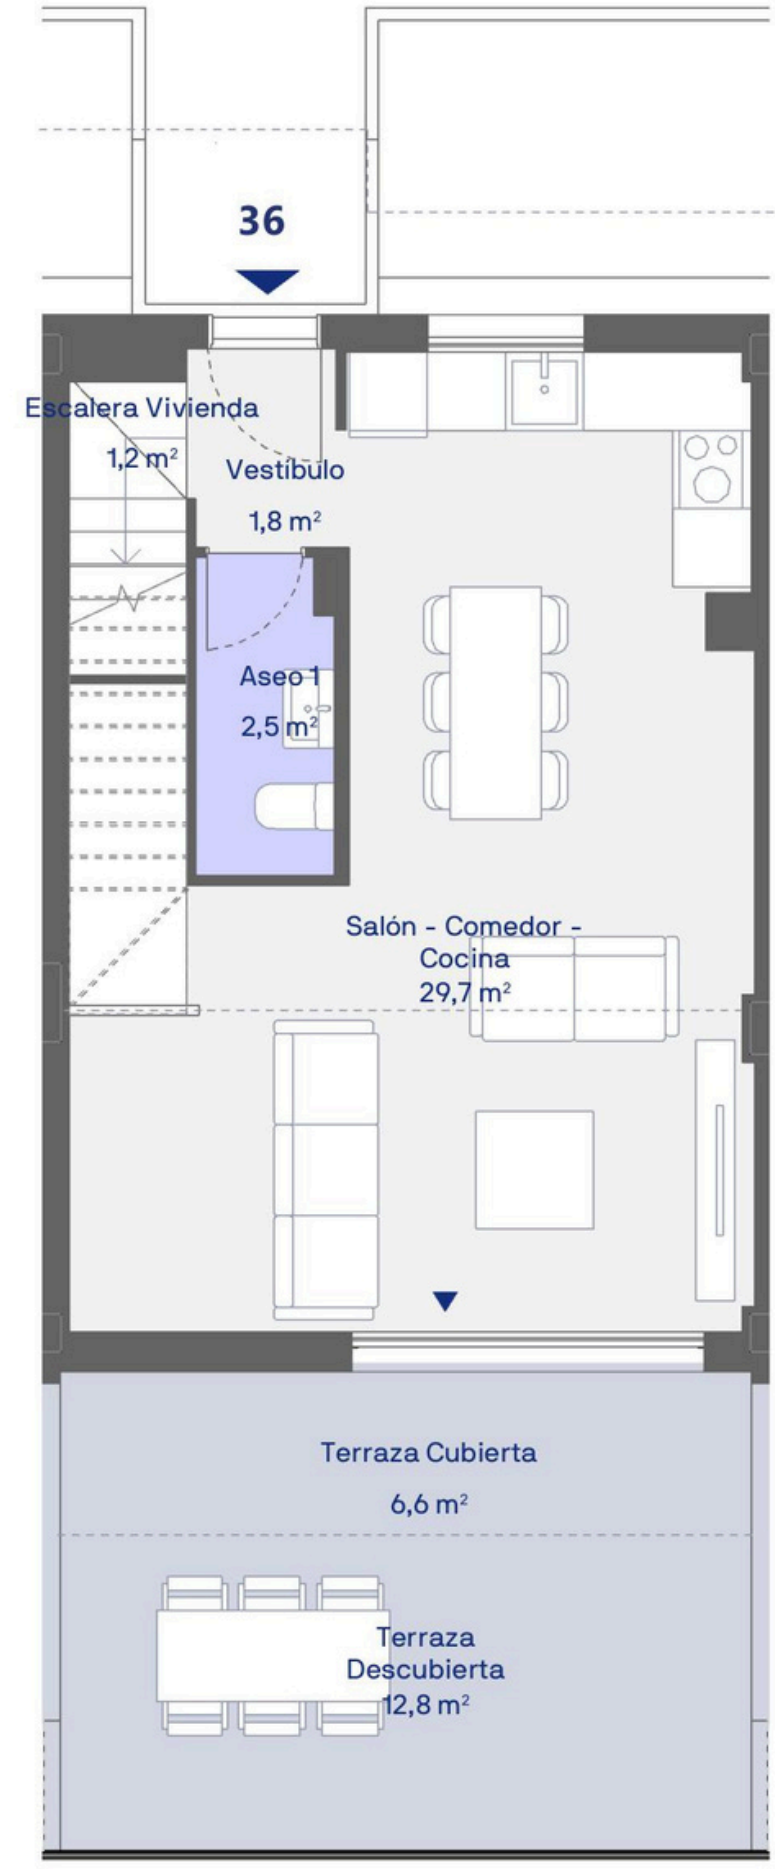 36
Escalera Vivienda
1,2 m²
Vestíbulo
1,8 m²
Aseo 1
2,5 m²
Salón - Comedor -
Cocina
29,7 m²
Terraza Cubierta
6,6 m²
Terraza
Descubierta
12,8 m²